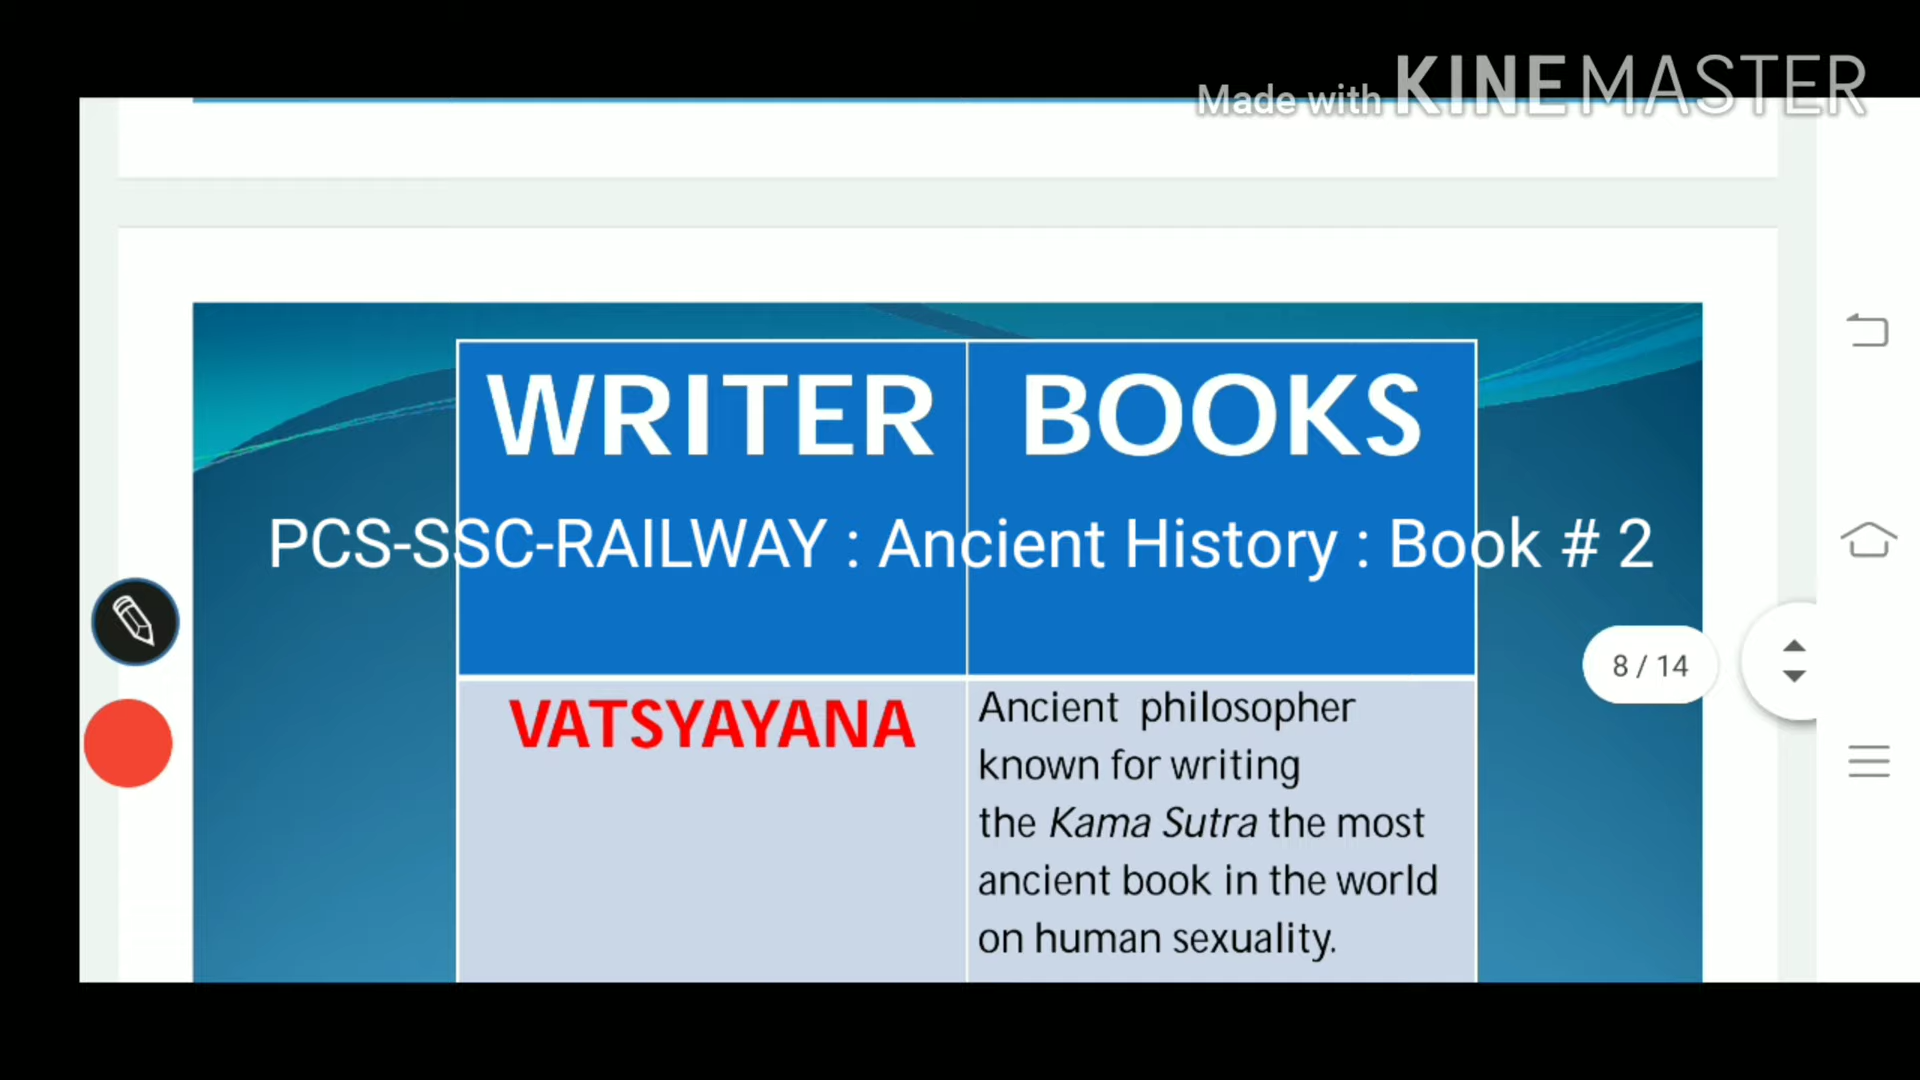 Made with KINEMASTER
WRITER BOOKS
PCS-SSC-RAILWAY : Ancient History : Book # 2
8 / 14
VATSYAYANA
Ancient philosopher
known for writing
the Kama Sutra the most
ancient book in the world
on human sexuality.